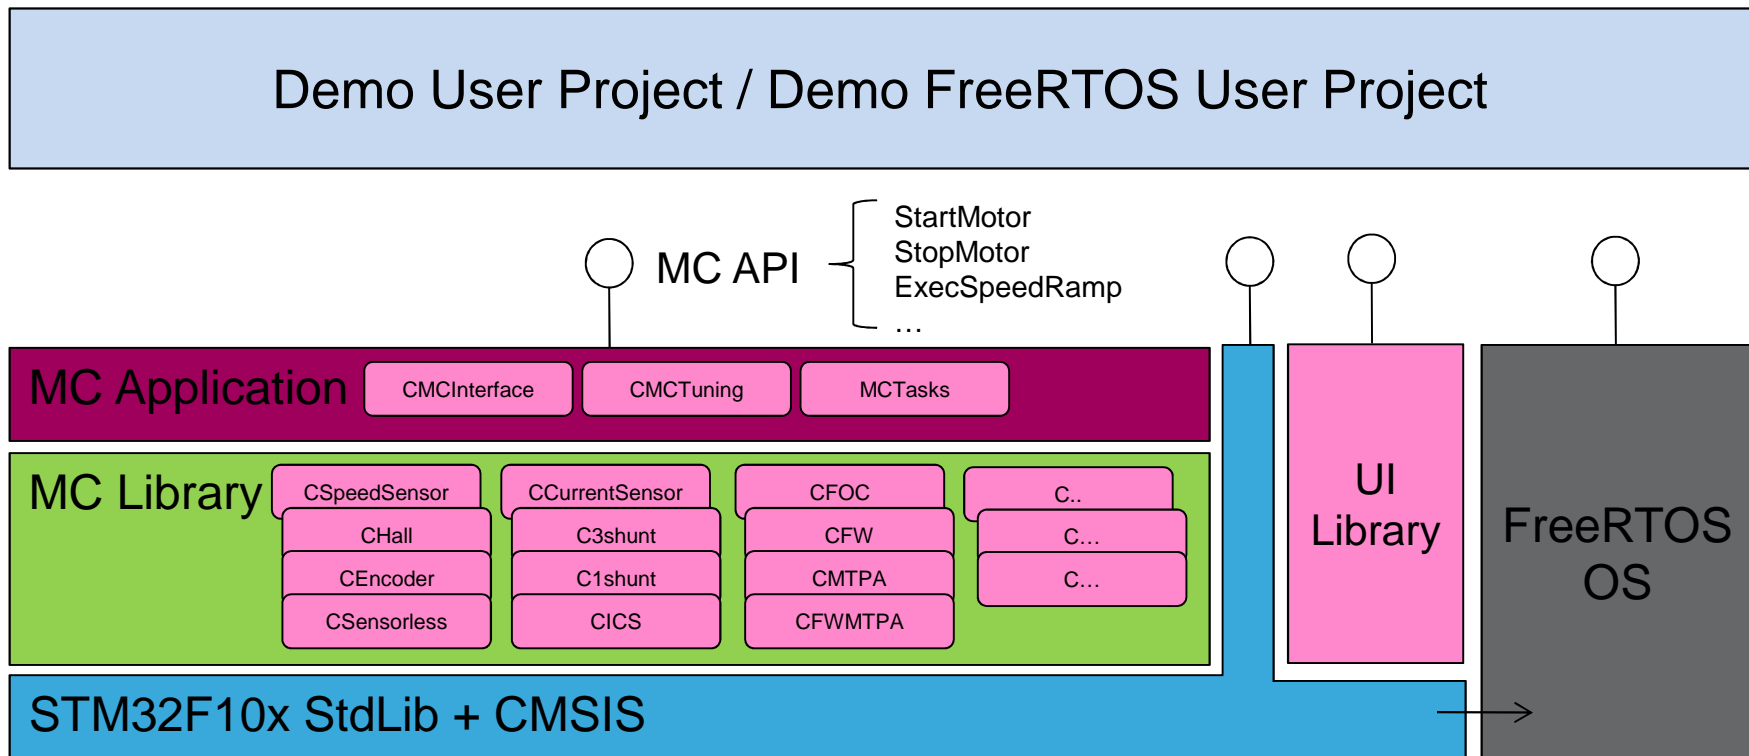 Demo User Project / Demo FreeRTOS User Project
MC API
StartMotor
StopMotor
ExecSpeedRamp
…
MC Application
CMCInterface
CMCTuning
MCTasks
MC Library
CSpeedSensor
CHall
CEncoder
CSensorless
CCurrentSensor
C3shunt
C1shunt
CICS
CFOC
CFW
CMTPA
CFWMTPA
C..
C…
C…
UI
Library
FreeRTOS
OS
STM32F10x StdLib + CMSIS